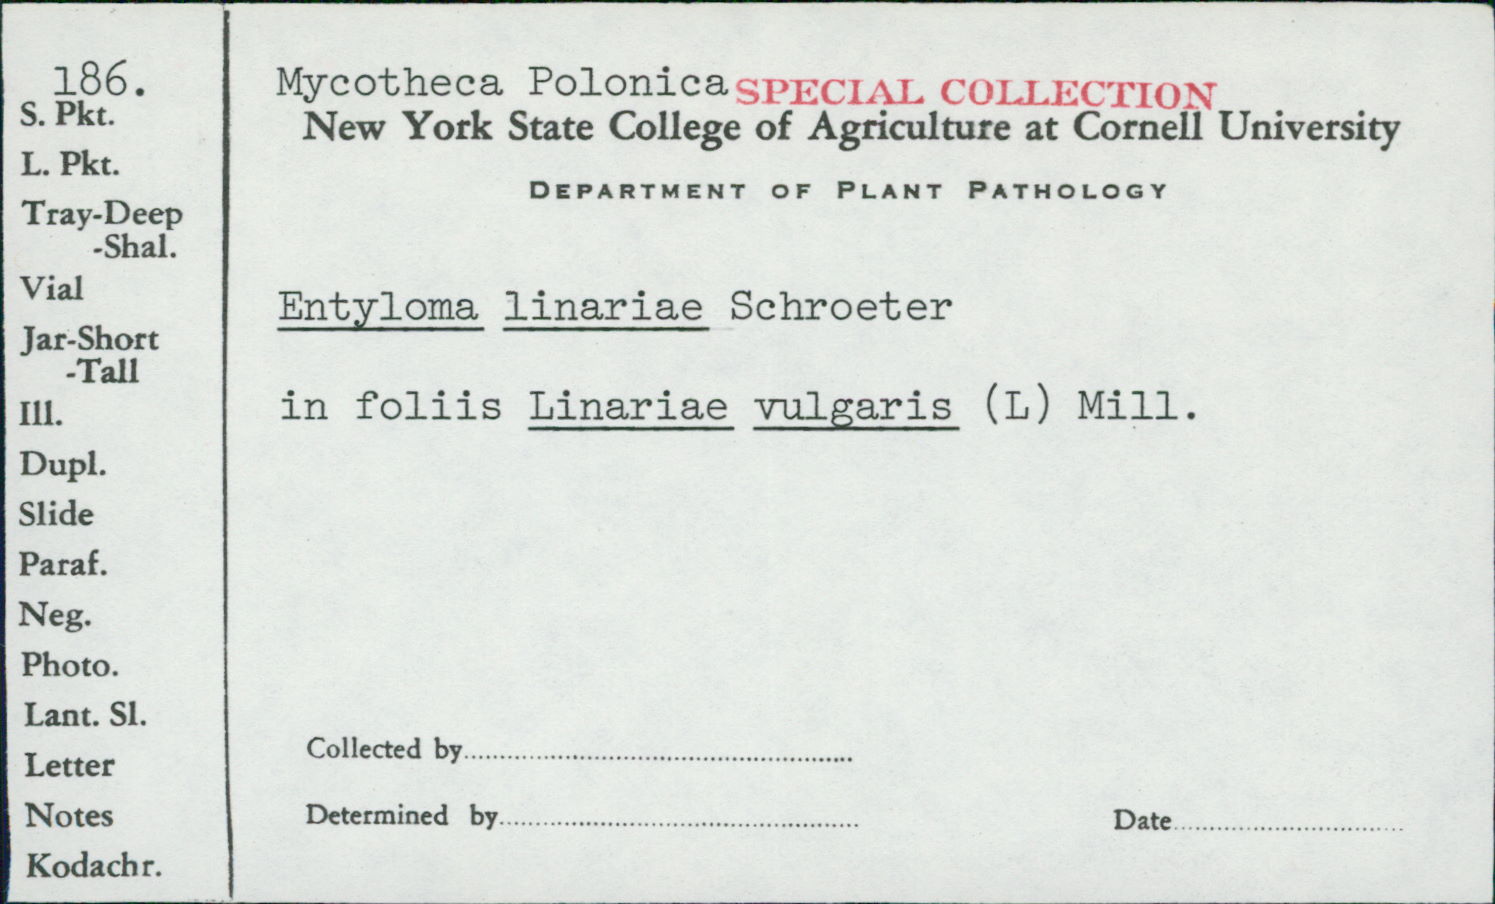 186.
S. Pkt.
L. Pkt.
Tray-Deep
-Shal.
Vial
Jar-Short
-Tall
Ill.
Dupl.
Slide
Paraf.
Neg.
Photo.
Lant. Sl.
Letter
Notes
Kodachr.
Mycotheca Polonica SPECIAL COLLECTION
New York State College of Agriculture at Cornell University
DEPARTMENT OF PLANT PATHOLOGY
Entyloma linariae Schroeter
in foliis Linariae vulgaris (L) Mill.
Collected by
Determined by
Date